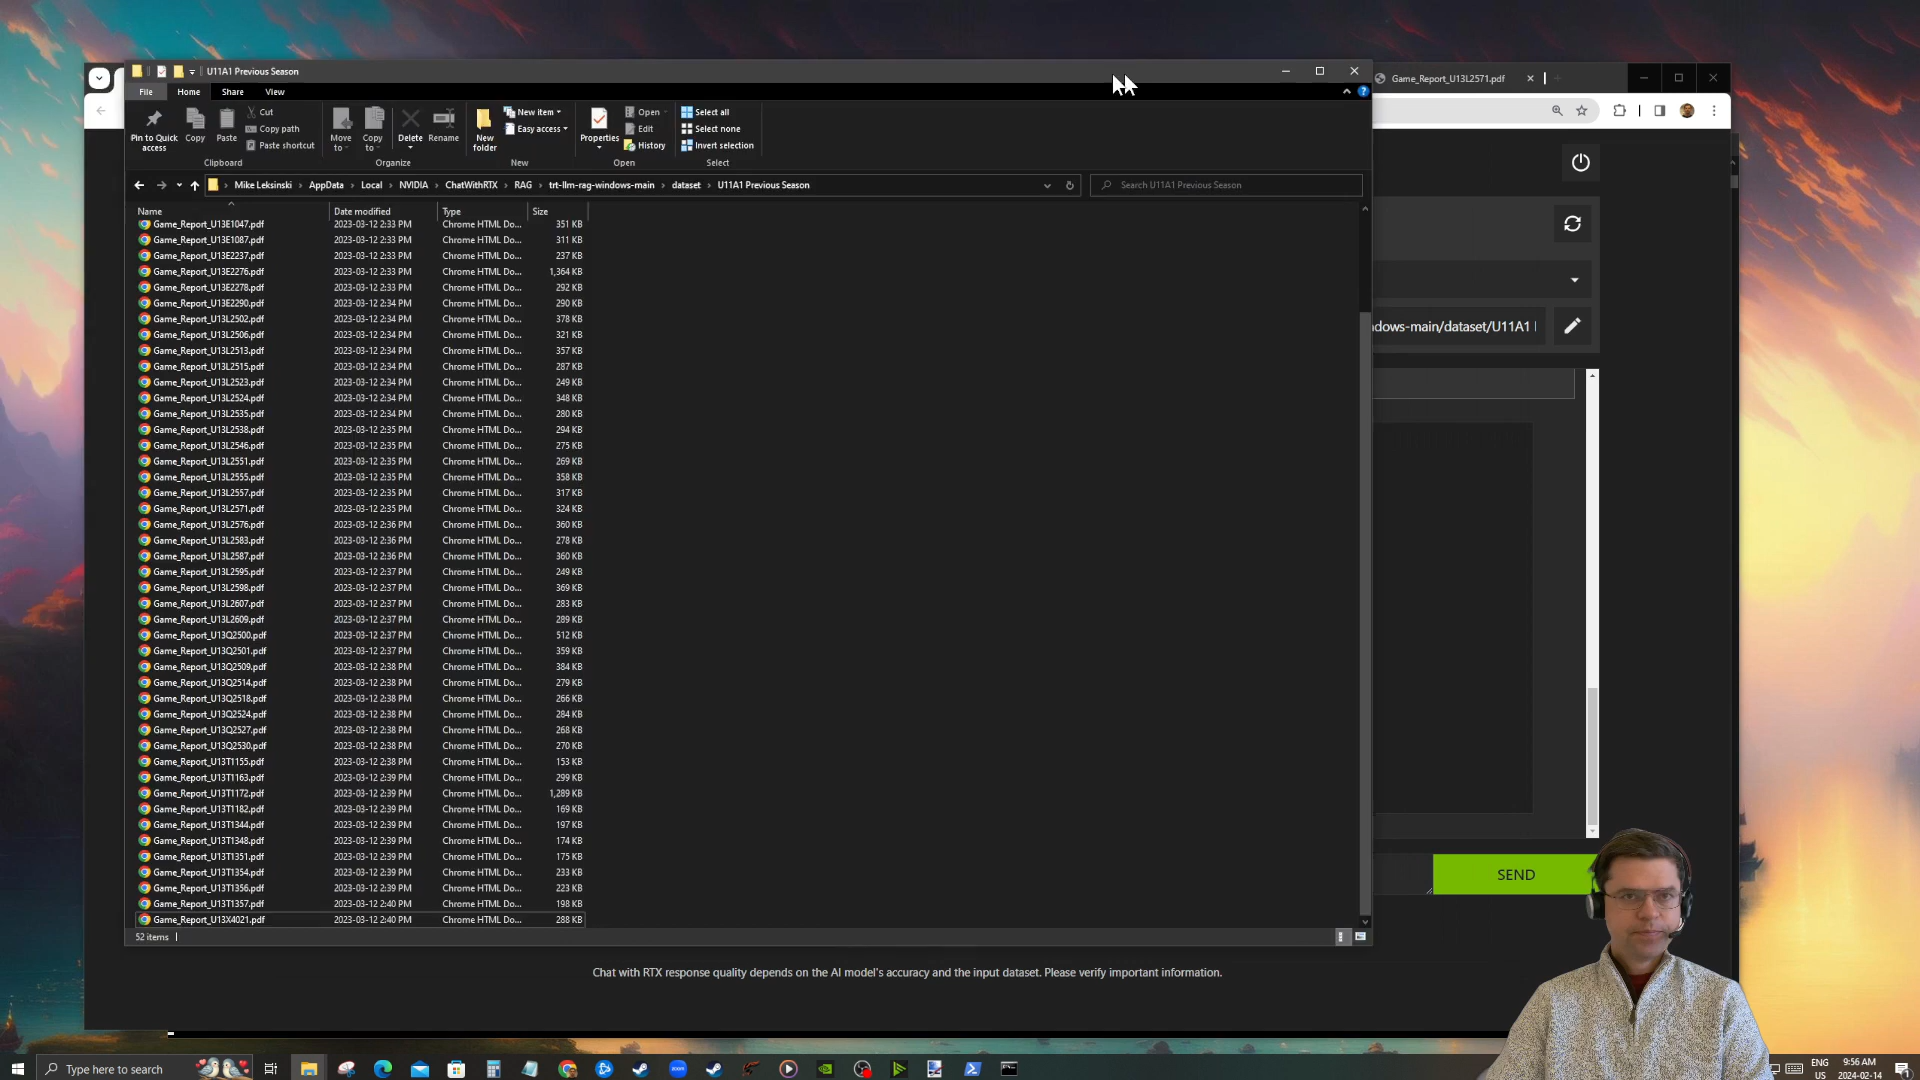 U11A1 Previous Season
Game_Report_U13L2571.pdf
File Home Share View
Pin to Quick access
Copy
Paste
Cut
Copy path
Paste shortcut
Move to
Copy to
Delete
Rename
New folder
New item
Easy access
Properties
Open
Edit
History
Select all
Select none
Invert selection
Clipboard Organize New Open Select
Mike Leksinski AppData Local NVIDIA ChatWithRTX RAG trt-llm-rag-windows-main dataset U11A1 Previous Season
Search U11A1 Previous Season
Name Date modified Type Size
Game_Report_U13E1047.pdf 2023-03-12 2:33 PM Chrome HTML Do... 351 KB
Game_Report_U13E1087.pdf 2023-03-12 2:33 PM Chrome HTML Do... 311 KB
Game_Report_U13E2237.pdf 2023-03-12 2:33 PM Chrome HTML Do... 237 KB
Game_Report_U13E2276.pdf 2023-03-12 2:33 PM Chrome HTML Do... 1,364 KB
Game_Report_U13E2278.pdf 2023-03-12 2:33 PM Chrome HTML Do... 292 KB
Game_Report_U13E2290.pdf 2023-03-12 2:34 PM Chrome HTML Do... 290 KB
Game_Report_U13L2502.pdf 2023-03-12 2:34 PM Chrome HTML Do... 378 KB
Game_Report_U13L2506.pdf 2023-03-12 2:34 PM Chrome HTML Do... 321 KB
Game_Report_U13L2513.pdf 2023-03-12 2:34 PM Chrome HTML Do... 357 KB
Game_Report_U13L2515.pdf 2023-03-12 2:34 PM Chrome HTML Do... 287 KB
Game_Report_U13L2523.pdf 2023-03-12 2:34 PM Chrome HTML Do... 249 KB
Game_Report_U13L2524.pdf 2023-03-12 2:34 PM Chrome HTML Do... 348 KB
Game_Report_U13L2535.pdf 2023-03-12 2:34 PM Chrome HTML Do... 280 KB
Game_Report_U13L2538.pdf 2023-03-12 2:35 PM Chrome HTML Do... 294 KB
Game_Report_U13L2546.pdf 2023-03-12 2:35 PM Chrome HTML Do... 275 KB
Game_Report_U13L2551.pdf 2023-03-12 2:35 PM Chrome HTML Do... 269 KB
Game_Report_U13L2555.pdf 2023-03-12 2:35 PM Chrome HTML Do... 358 KB
Game_Report_U13L2557.pdf 2023-03-12 2:35 PM Chrome HTML Do... 317 KB
Game_Report_U13L2571.pdf 2023-03-12 2:35 PM Chrome HTML Do... 324 KB
Game_Report_U13L2576.pdf 2023-03-12 2:36 PM Chrome HTML Do... 360 KB
Game_Report_U13L2583.pdf 2023-03-12 2:36 PM Chrome HTML Do... 278 KB
Game_Report_U13L2587.pdf 2023-03-12 2:36 PM Chrome HTML Do... 360 KB
Game_Report_U13L2595.pdf 2023-03-12 2:37 PM Chrome HTML Do... 249 KB
Game_Report_U13L2598.pdf 2023-03-12 2:37 PM Chrome HTML Do... 369 KB
Game_Report_U13L2607.pdf 2023-03-12 2:37 PM Chrome HTML Do... 283 KB
Game_Report_U13L2609.pdf 2023-03-12 2:37 PM Chrome HTML Do... 289 KB
Game_Report_U13Q2500.pdf 2023-03-12 2:37 PM Chrome HTML Do... 512 KB
Game_Report_U13Q2501.pdf 2023-03-12 2:37 PM Chrome HTML Do... 359 KB
Game_Report_U13Q2509.pdf 2023-03-12 2:38 PM Chrome HTML Do... 384 KB
Game_Report_U13Q2514.pdf 2023-03-12 2:38 PM Chrome HTML Do... 279 KB
Game_Report_U13Q2518.pdf 2023-03-12 2:38 PM Chrome HTML Do... 266 KB
Game_Report_U13Q2524.pdf 2023-03-12 2:38 PM Chrome HTML Do... 284 KB
Game_Report_U13Q2527.pdf 2023-03-12 2:38 PM Chrome HTML Do... 268 KB
Game_Report_U13Q2530.pdf 2023-03-12 2:38 PM Chrome HTML Do... 270 KB
Game_Report_U13T1155.pdf 2023-03-12 2:38 PM Chrome HTML Do... 153 KB
Game_Report_U13T1163.pdf 2023-03-12 2:39 PM Chrome HTML Do... 299 KB
Game_Report_U13T1172.pdf 2023-03-12 2:39 PM Chrome HTML Do... 1,289 KB
Game_Report_U13T1182.pdf 2023-03-12 2:39 PM Chrome HTML Do... 169 KB
Game_Report_U13T1344.pdf 2023-03-12 2:39 PM Chrome HTML Do... 197 KB
Game_Report_U13T1348.pdf 2023-03-12 2:39 PM Chrome HTML Do... 174 KB
Game_Report_U13T1351.pdf 2023-03-12 2:39 PM Chrome HTML Do... 175 KB
Game_Report_U13T1354.pdf 2023-03-12 2:39 PM Chrome HTML Do... 233 KB
Game_Report_U13T1356.pdf 2023-03-12 2:39 PM Chrome HTML Do... 223 KB
Game_Report_U13T1357.pdf 2023-03-12 2:40 PM Chrome HTML Do... 198 KB
Game_Report_U13X4021.pdf 2023-03-12 2:40 PM Chrome HTML Do... 288 KB
52 items
dows-main/dataset/U11A1
SEND
Chat with RTX response quality depends on the AI model's accuracy and the input dataset. Please verify important information.
Type here to search
zoom
ENG
US
9:56 AM
2024-02-14